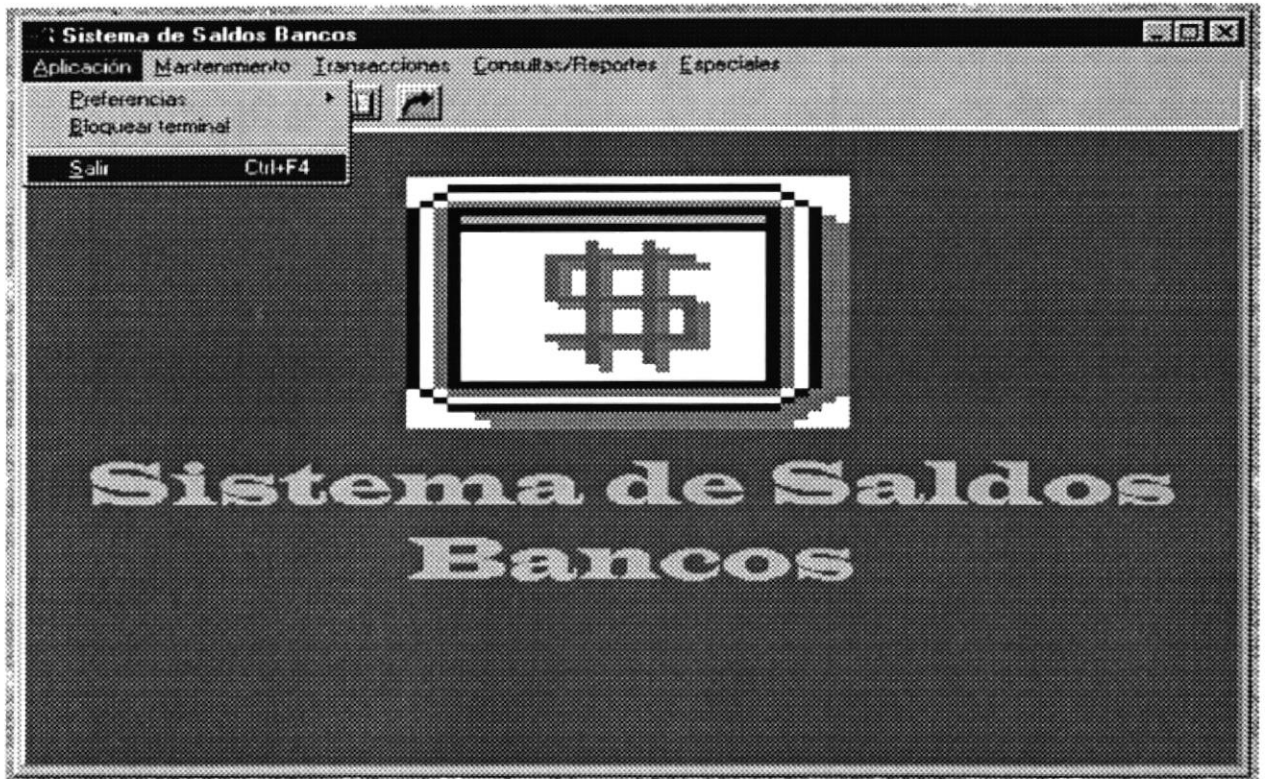 Sistema de Saldos Bancos
Aplicación Mantenimiento Transacciones Consultas/Reportes Especiales
Preferencias
Bloquear terminal
Salir Ctrl+F4
$
Sistema de Saldos
Bancos